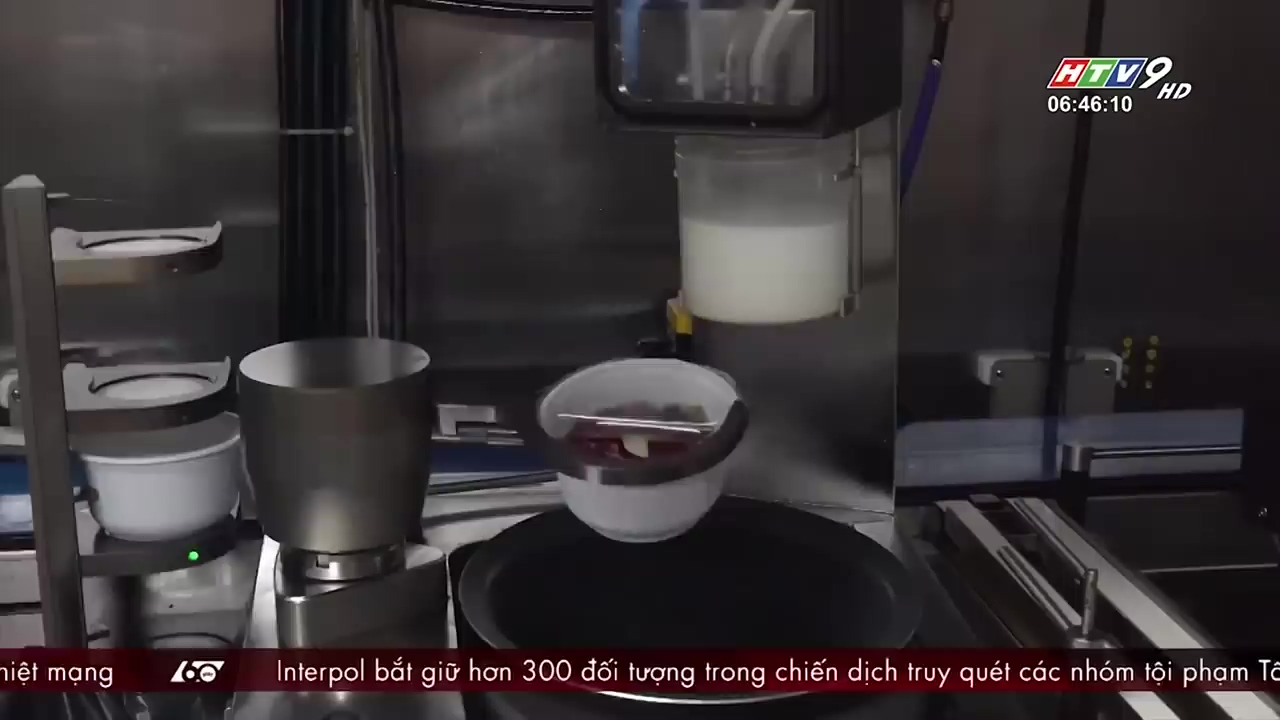 HTV9 HD
06:46:10
hiệt mạng 60 Interpol bắt giữ hơn 300 đối tượng trong chiến dịch truy quét các nhóm tội phạm